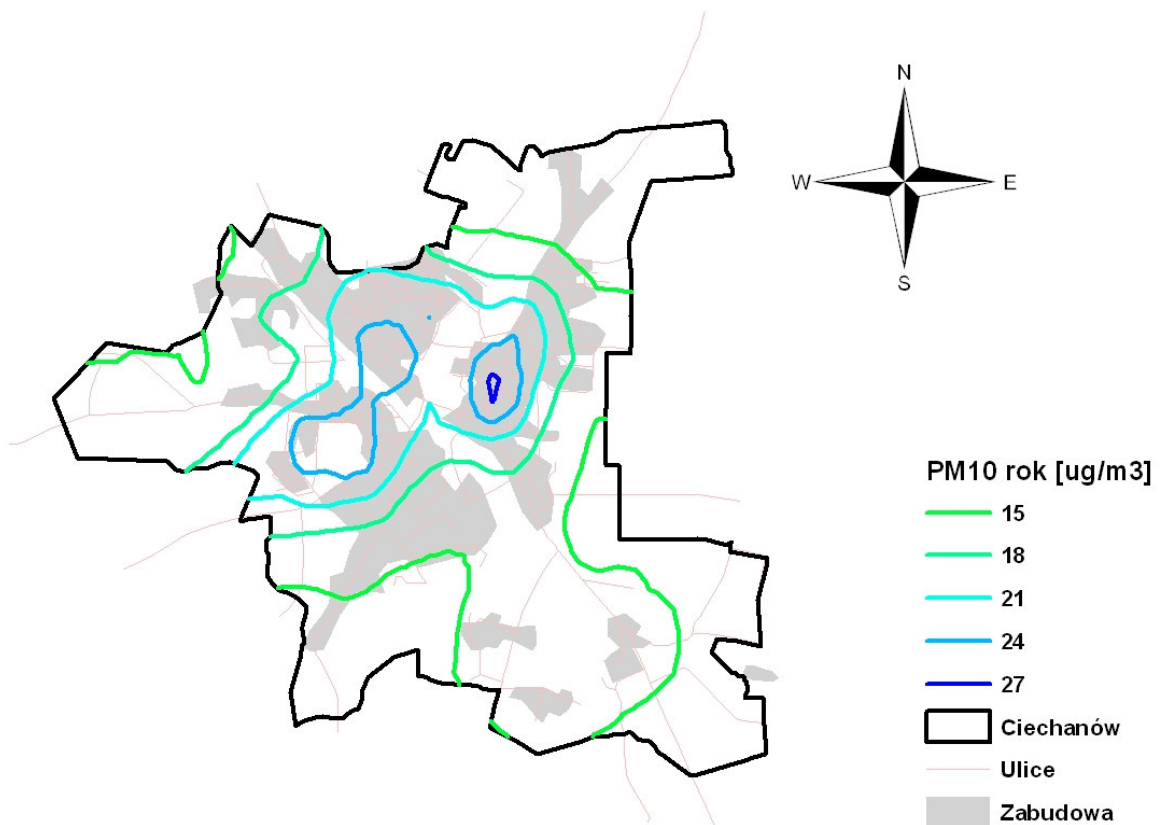 N
W E
S
PM10 rok [ug/m3]
15
18
21
24
27
Ciechanów
Ulice
Zabudowa